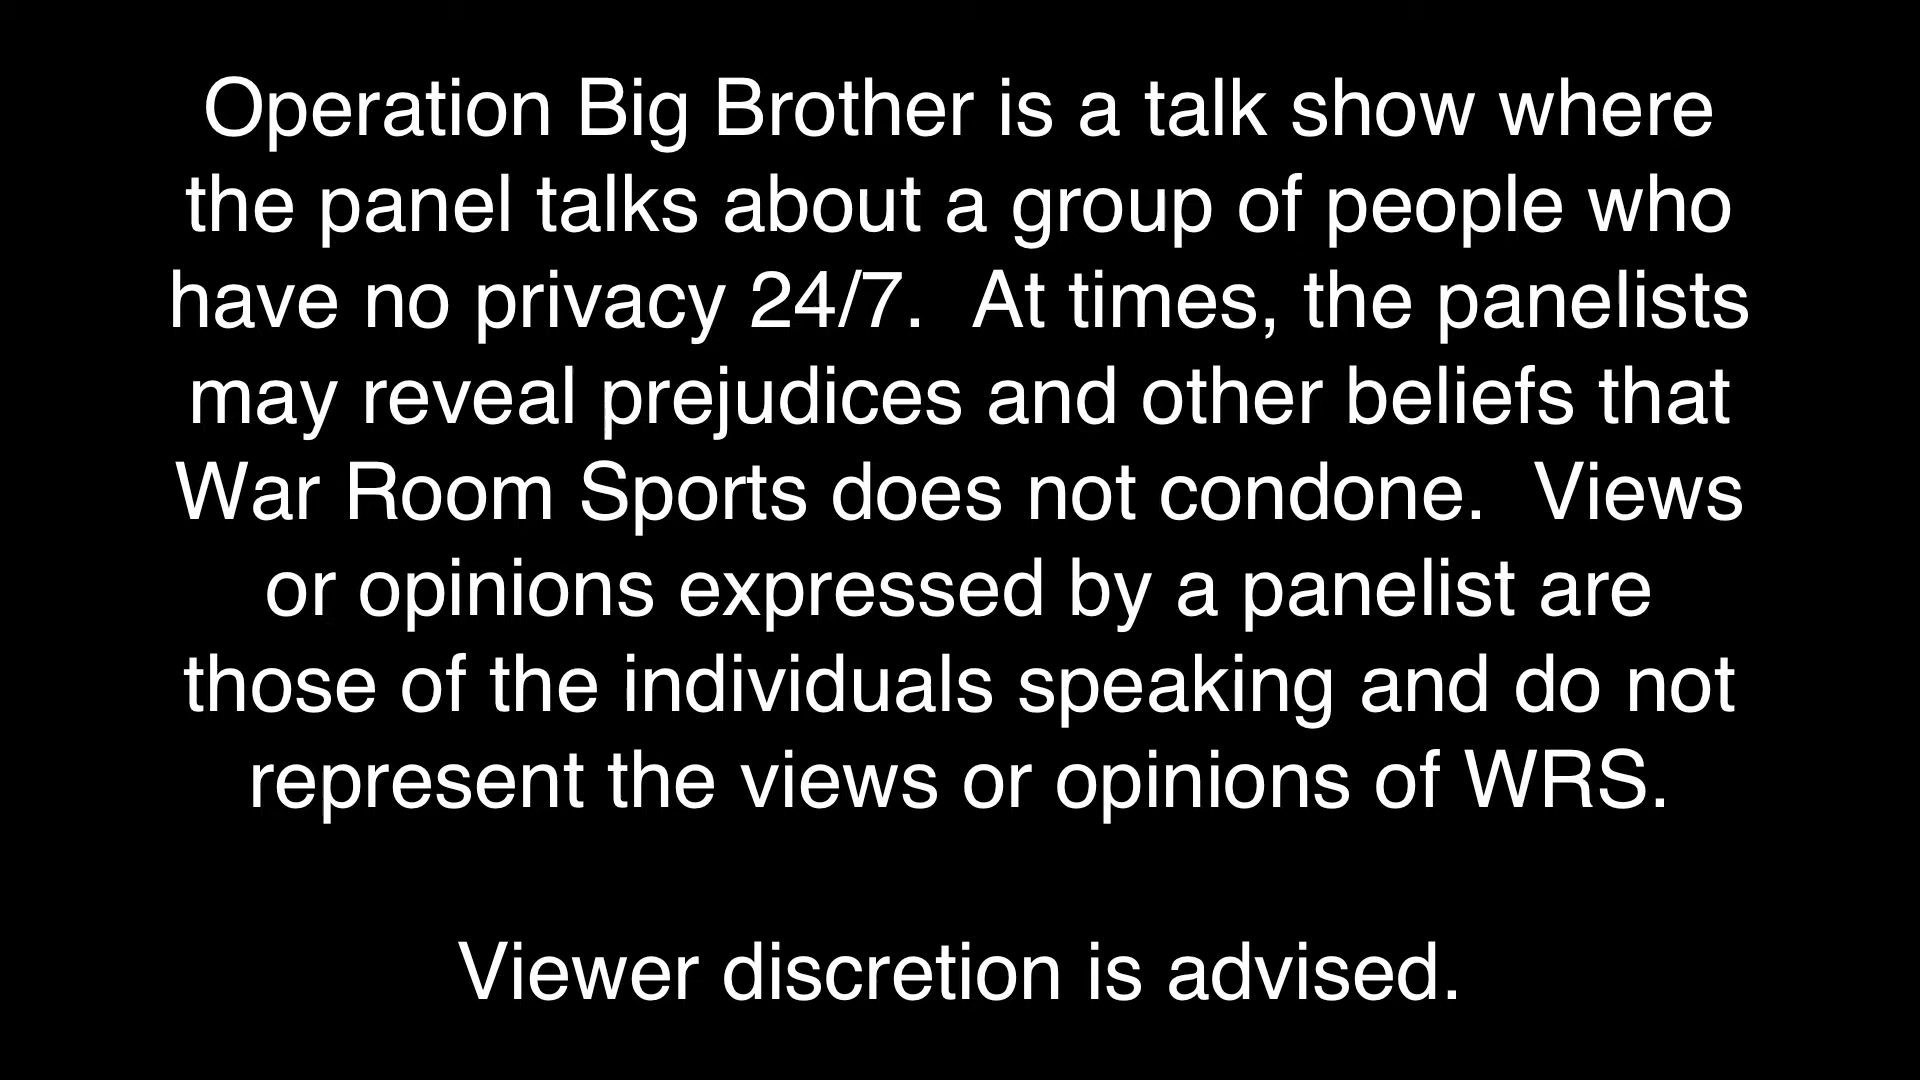 Operation Big Brother is a talk show where
the panel talks about a group of people who
have no privacy 24/7.  At times, the panelists
may reveal prejudices and other beliefs that
War Room Sports does not condone.  Views
or opinions expressed by a panelist are
those of the individuals speaking and do not
represent the views or opinions of WRS.
Viewer discretion is advised.